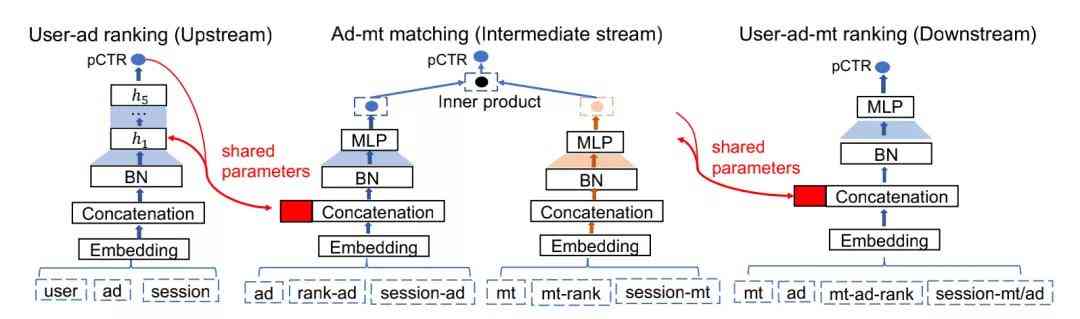 User-ad ranking (Upstream)
pCTR
h5
...
h1
BN
Concatenation
Embedding
user
ad
session
shared
parameters
Ad-mt matching (Intermediate stream)
pCTR
Inner product
MLP
BN
Concatenation
Embedding
ad
rank-ad
session-ad
MLP
BN
Concatenation
Embedding
mt
mt-rank
session-mt
shared
parameters
User-ad-mt ranking (Downstream)
pCTR
MLP
BN
Concatenation
Embedding
mt
ad
mt-ad-rank
session-mt/ad